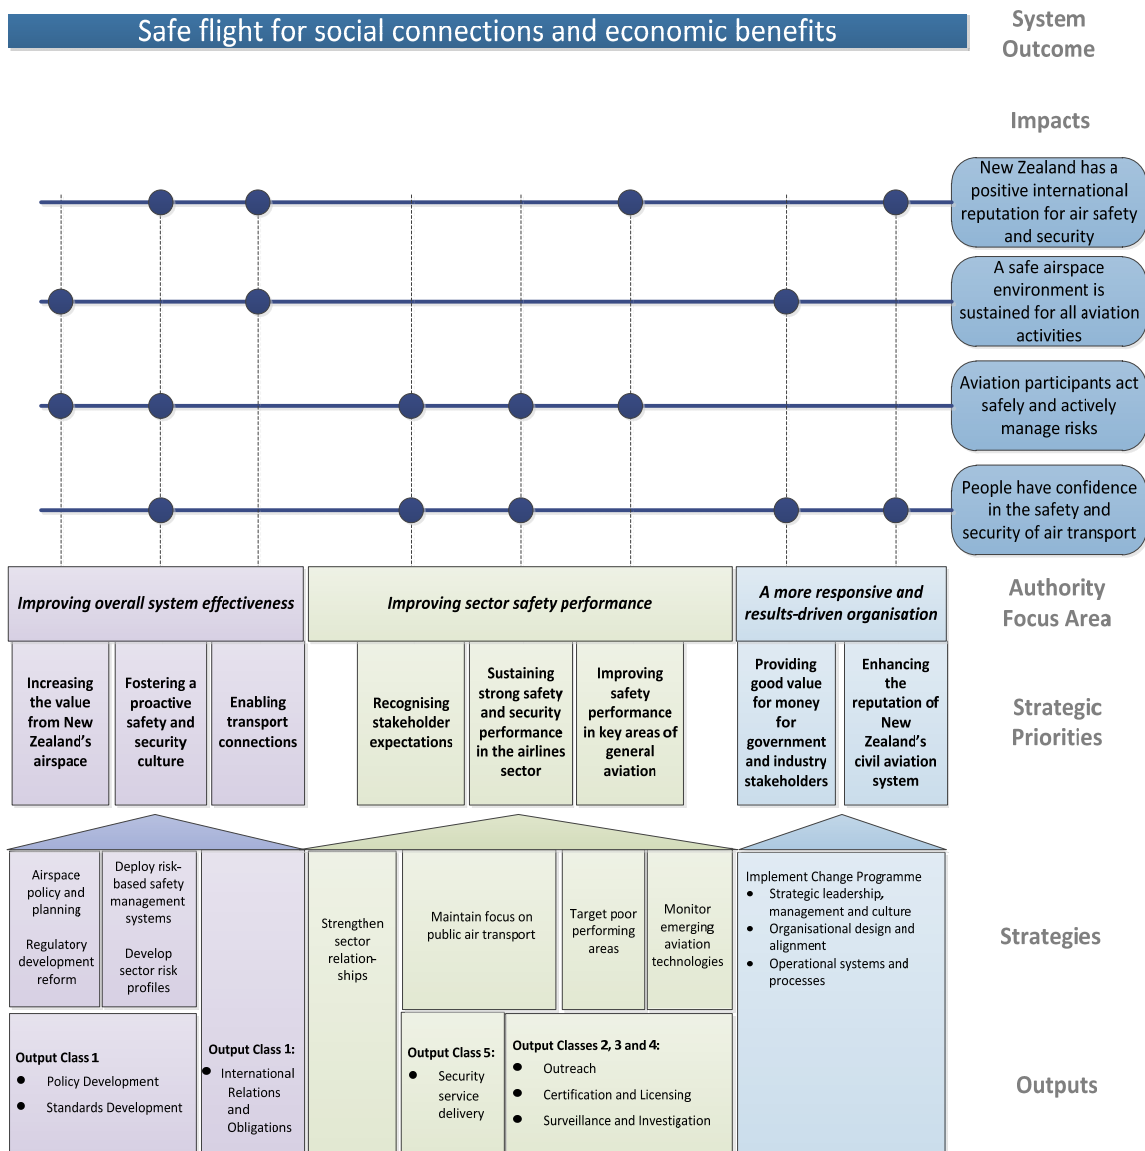 Safe flight for social connections and economic benefits
System
Outcome
Impacts
New Zealand has a
positive international
reputation for air safety
and security
A safe airspace
environment is
sustained for all aviation
activities
Aviation participants act
safely and actively
manage risks
People have confidence
in the safety and
security of air transport
Improving overall system effectiveness
Improving sector safety performance
A more responsive and
results-driven organisation
Authority
Focus Area
Increasing
the value
from New
Zealand's
airspace
Fostering a
proactive
safety and
security
culture
Enabling
transport
connections
Recognising
stakeholder
expectations
Sustaining
strong safety
and security
performance
in the airlines
sector
Improving
safety
performance
in key areas of
general
aviation
Providing
good value
for money
for
government
and industry
stakeholders
Enhancing
the
reputation of
New
Zealand's
civil aviation
system
Strategic
Priorities
Airspace
policy and
planning
Regulatory
development
reform
Deploy risk-
based safety
management
systems
Develop
sector risk
profiles
Strengthen
sector
relation-
ships
Maintain focus on
public air transport
Target poor
performing
areas
Monitor
emerging
aviation
technologies
Implement Change Programme
• Strategic leadership,
management and culture
• Organisational design and
alignment
• Operational systems and
processes
Strategies
Output Class 1
• Policy Development
• Standards Development
Output Class 1:
• International
Relations
and
Obligations
Output Class 5:
• Security
service
delivery
Output Classes 2, 3 and 4:
• Outreach
• Certification and Licensing
• Surveillance and Investigation
Outputs